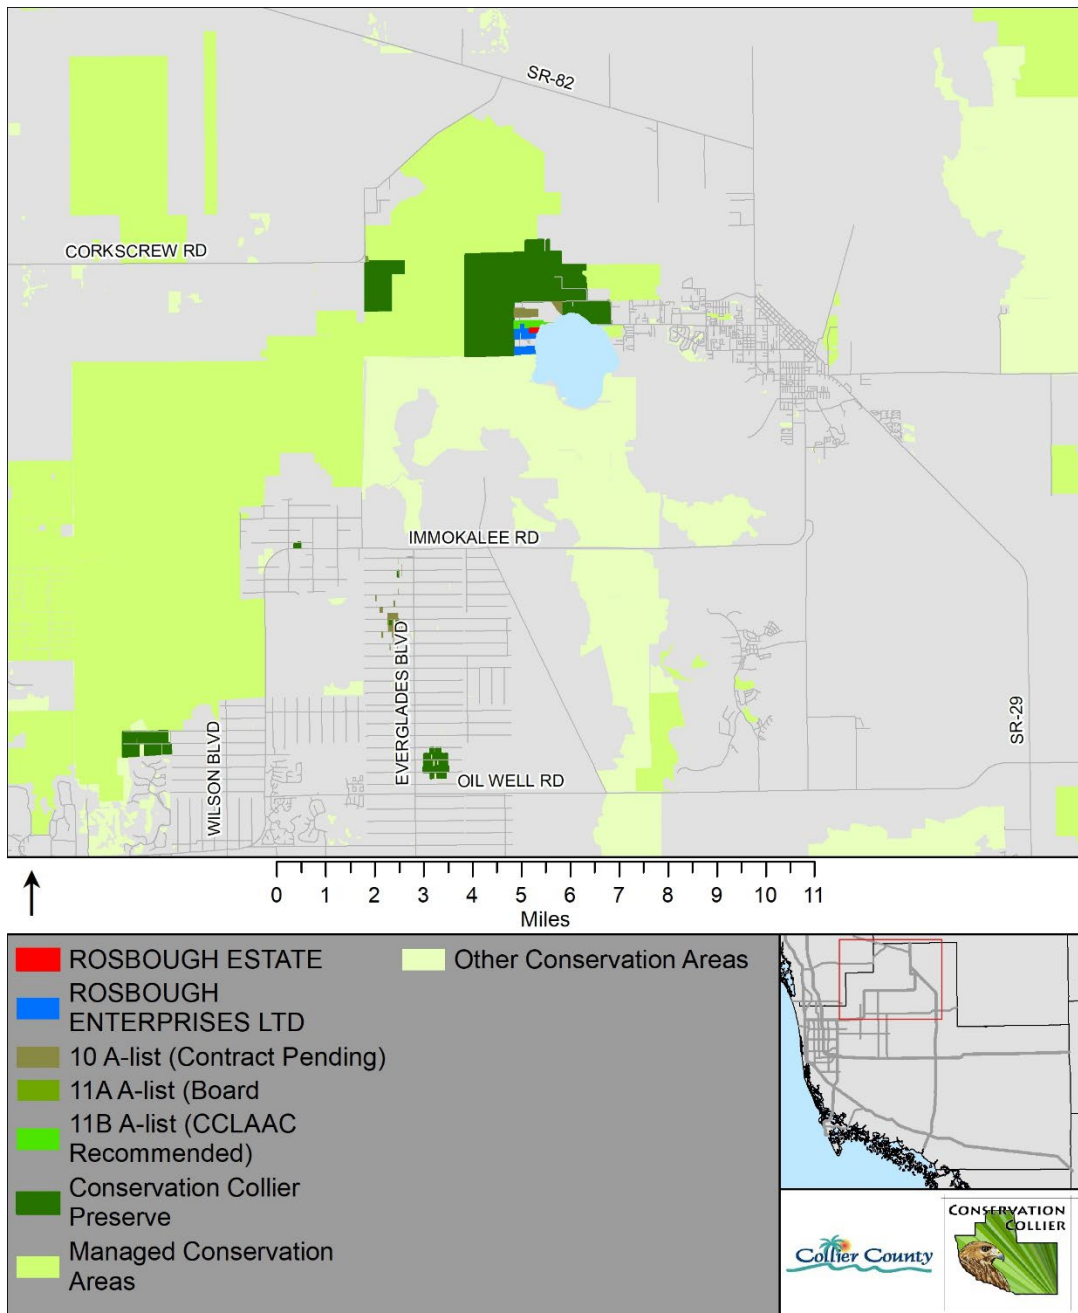 SR-82
CORKSCREW RD
IMMOKALEE RD
EVERGLADES BLVD
WILSON BLVD
OIL WELL RD
SR-29
0 1 2 3 4 5 6 7 8 9 10 11
Miles
ROSBOUGH ESTATE
ROSBOUGH
ENTERPRISES LTD
10 A-list (Contract Pending)
11A A-list (Board
11B A-list (CCLAAC
Recommended)
Conservation Collier
Preserve
Managed Conservation
Areas
Other Conservation Areas
Collier County
CONSERVATION
COLLIER